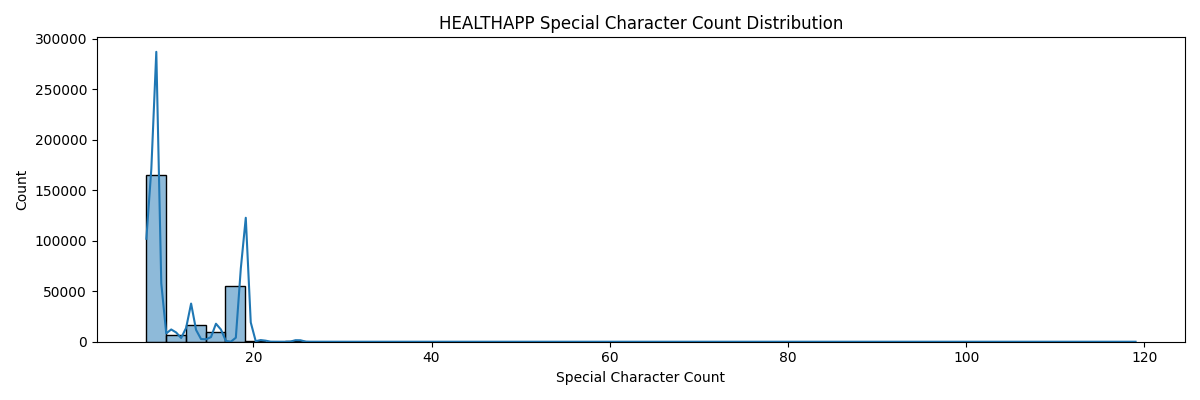 HEALTHAPP Special Character Count Distribution
300000
250000
200000
150000
100000
50000
0
Count
20 40 60 80 100 120
Special Character Count